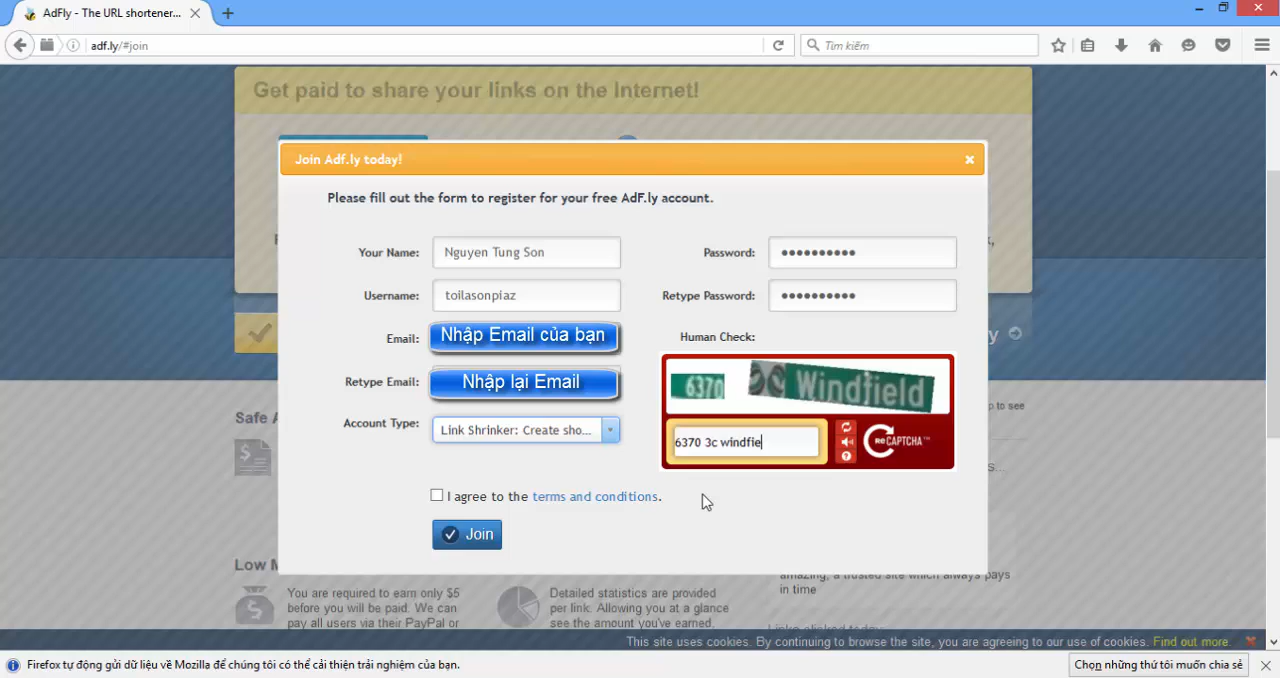 AdFly - The URL shortener...
adf.ly/#join
Tìm kiếm
Get paid to share your links on the Internet!
Join Adf.ly today!
Please fill out the form to register for your free AdF.ly account.
Your Name: Nguyen Tung Son
Password: ●●●●●●●●●●
Username: toilasonpiaz
Retype Password: ●●●●●●●●●●
Email: Nhập Email của bạn
Human Check:
Retype Email: Nhập lại Email
6370 3C Windfield
Account Type: Link Shrinker: Create sho...
6370 3c windfie
reCAPTCHA™
I agree to the terms and conditions.
Join
Safe A
p to see
Low M
You are required to earn only $5
before you will be paid. We can
pay all users via their PayPal or
Detailed statistics are provided
per link. Allowing you at a glance
see the amount you've earned.
amazing, a trusted site which always pays
in time
Links clicked today
This site uses cookies. By continuing to browse the site, you are agreeing to our use of cookies. Find out more.
Firefox tự động gửi dữ liệu về Mozilla để chúng tôi có thể cải thiện trải nghiệm của bạn.
Chọn những thứ tôi muốn chia sẻ